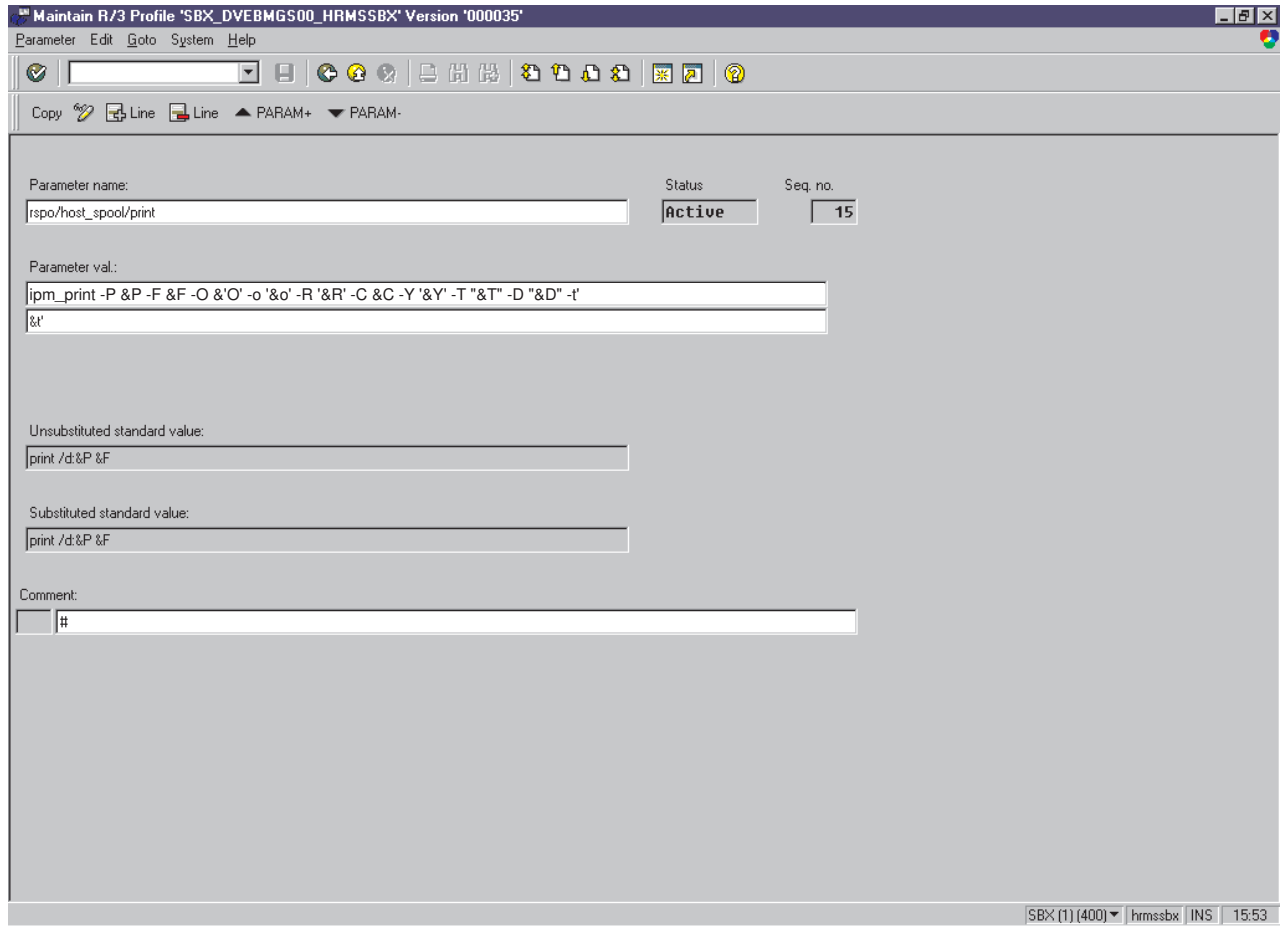 Maintain R/3 Profile 'SBX_DVEBMGS00_HRMSSBX' Version '000035'
Parameter Edit Goto System Help
Copy Line Line PARAM+ PARAM-
Parameter name: Status Seq. no.
rspo/host_spool/print Active 15
Parameter val.:
ipm_print -P &P -F &F -O &'O' -o '&o' -R '&R' -C &C -Y '&Y' -T "&T" -D "&D" -t'
&t'
Unsubstituted standard value:
print /d:&P &F
Substituted standard value:
print /d:&P &F
Comment:
#
SBX (1) (400) hrmssbx INS 15:53